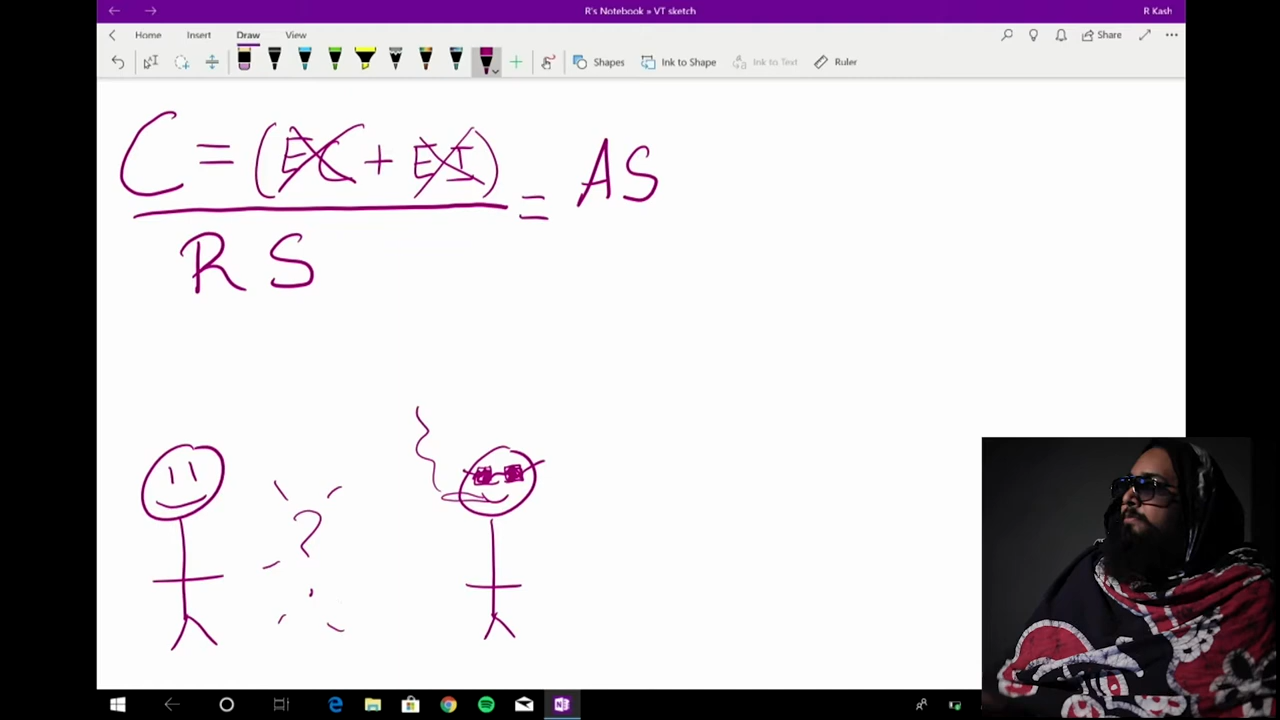 R's Notebook » VT sketch
R Kash
Home Insert Draw View
Share
Shapes Ink to Shape Ink to Text Ruler
C = (EC + EI) = AS
R S
?